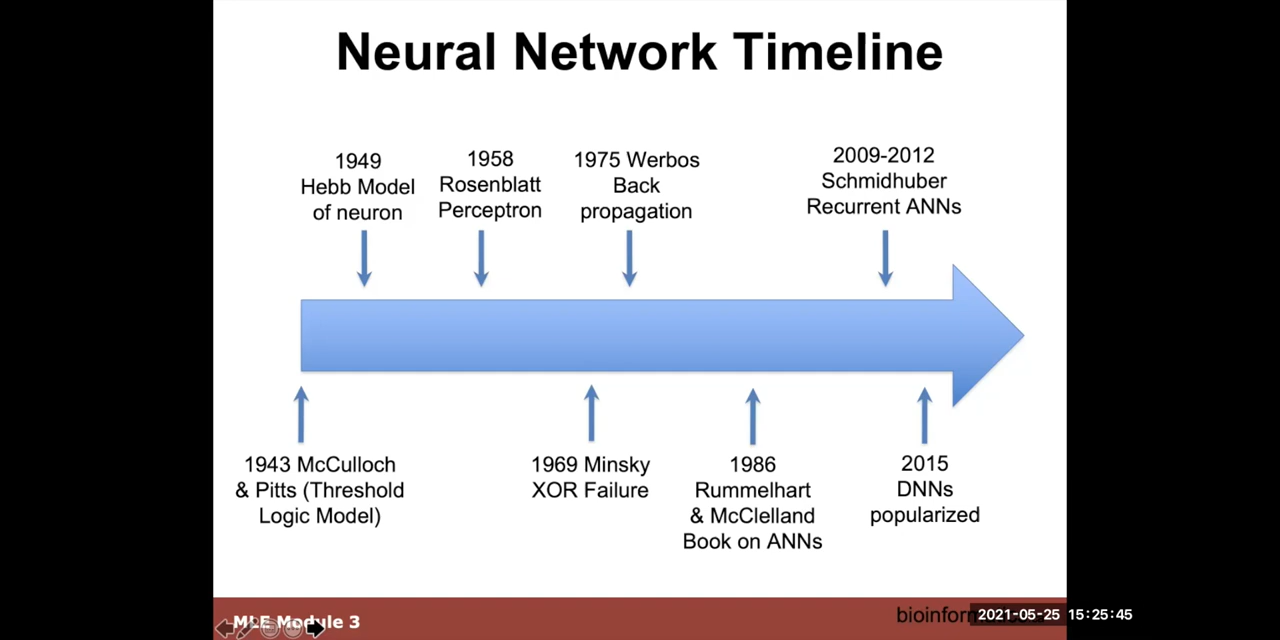 Neural Network Timeline
1949
Hebb Model
of neuron
1958
Rosenblatt
Perceptron
1975 Werbos
Back
propagation
2009-2012
Schmidhuber
Recurrent ANNs
1943 McCulloch
& Pitts (Threshold
Logic Model)
1969 Minsky
XOR Failure
1986
Rummelhart
& McClelland
Book on ANNs
2015
DNNs
popularized
MLE Module 3
2021-05-25 15:25:45